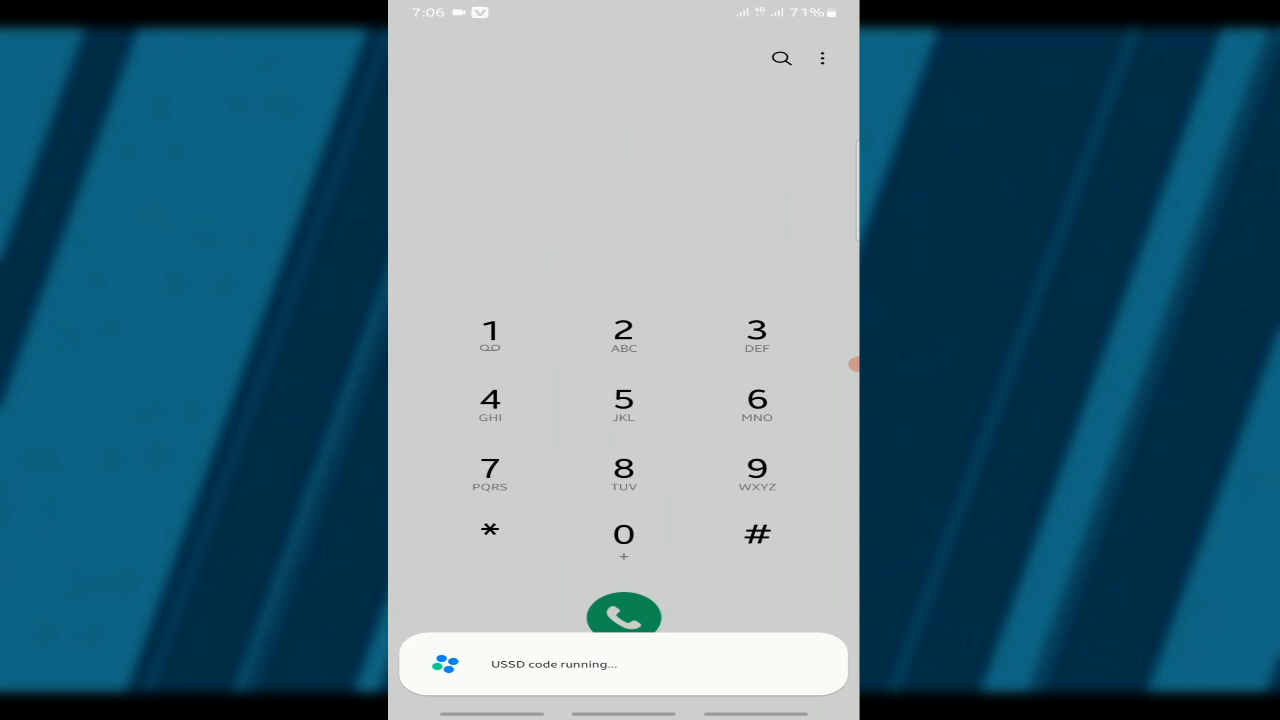 7:06 4G 71%
1 2 3
ABC DEF
4 5 6
GHI JKL MNO
7 8 9
PQRS TUV WXYZ
* 0 #
+
USSD code running...